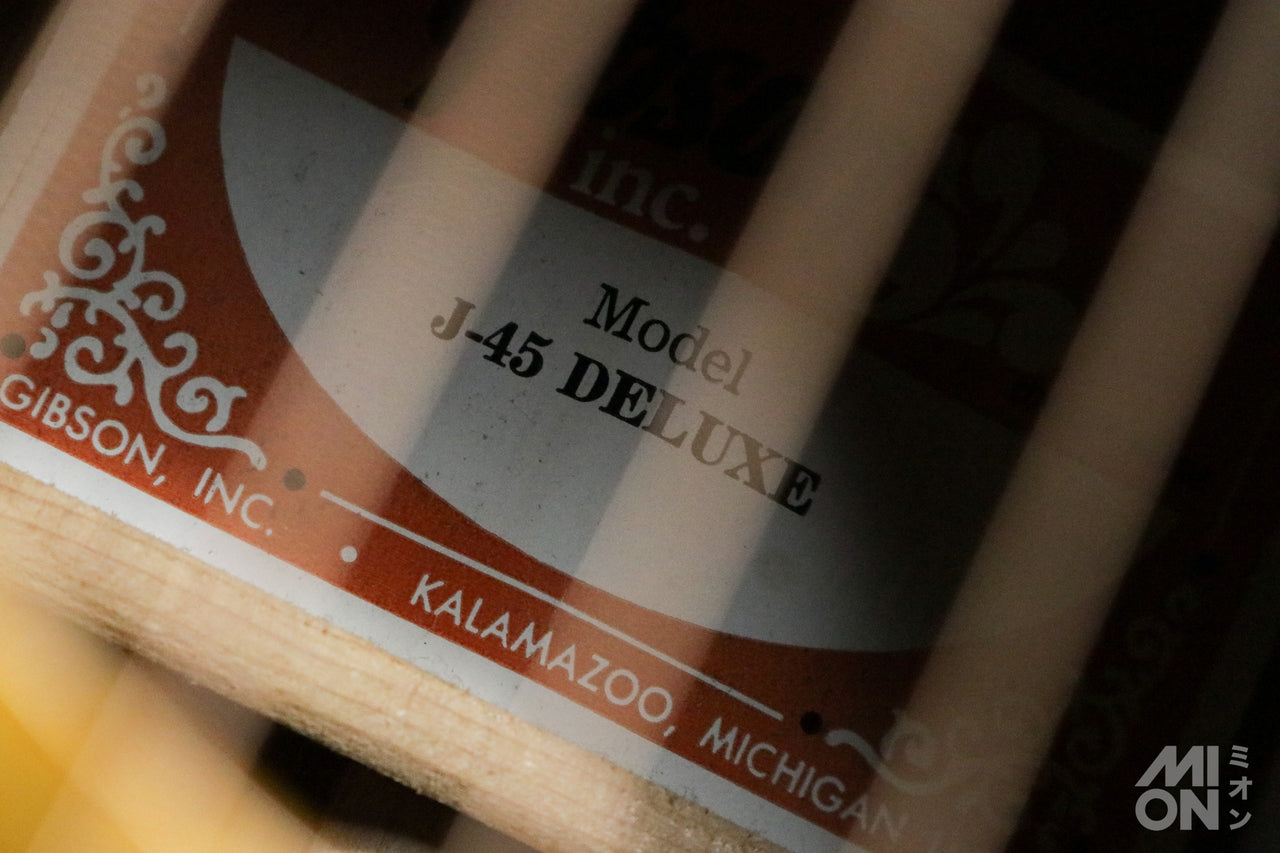 inc.
Model
J-45 DELUXE
GIBSON, INC. KALAMAZOO, MICHIGAN
MI
ON
ミオン